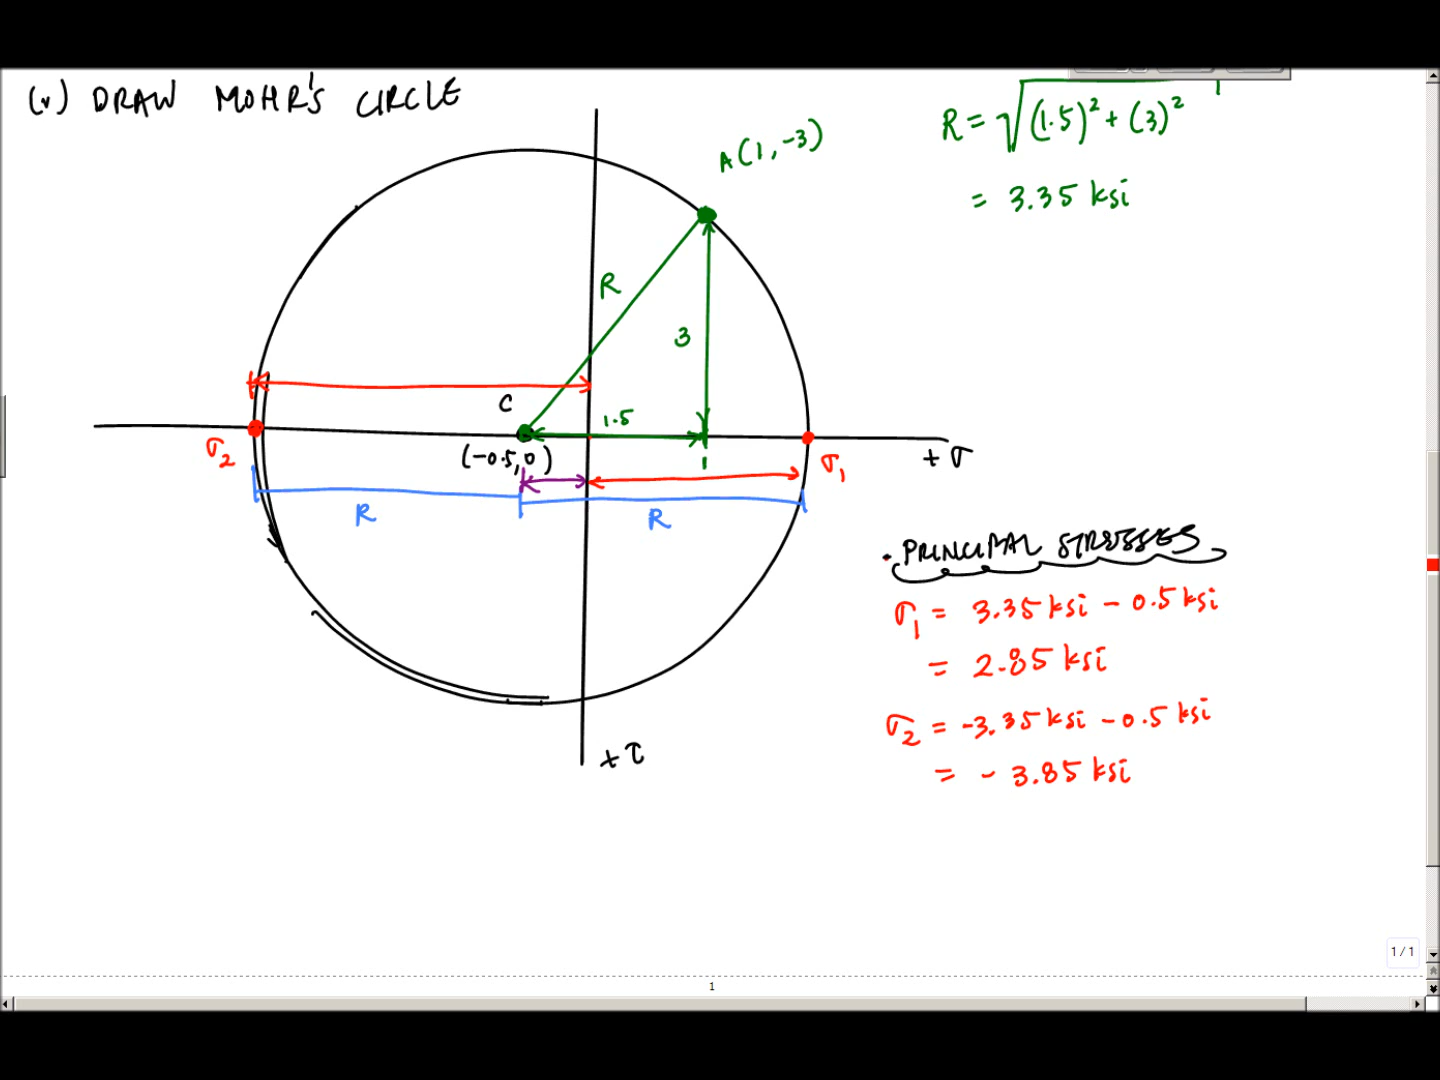 (v) DRAW MOHR'S CIRCLE
R = √(1.5)² + (3)²
= 3.35 ksi
A(1, -3)
R
3
C
1.5
(-0.5, 0)
1
σ₂
σ₁
+ σ
R
R
• PRINCIPAL STRESSES
σ₁ = 3.35 ksi - 0.5 ksi
= 2.85 ksi
σ₂ = -3.35 ksi - 0.5 ksi
= - 3.85 ksi
+ τ
1 / 1
1